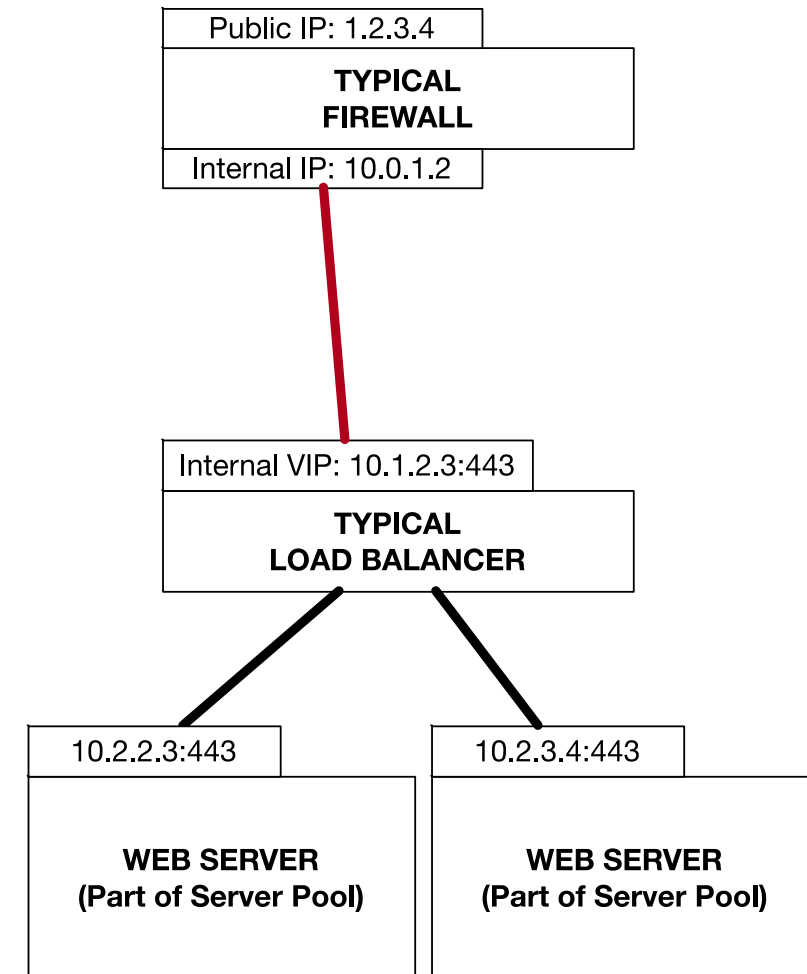 Public IP: 1.2.3.4
TYPICAL
FIREWALL
Internal IP: 10.0.1.2
Internal VIP: 10.1.2.3:443
TYPICAL
LOAD BALANCER
10.2.2.3:443
10.2.3.4:443
WEB SERVER
(Part of Server Pool)
WEB SERVER
(Part of Server Pool)